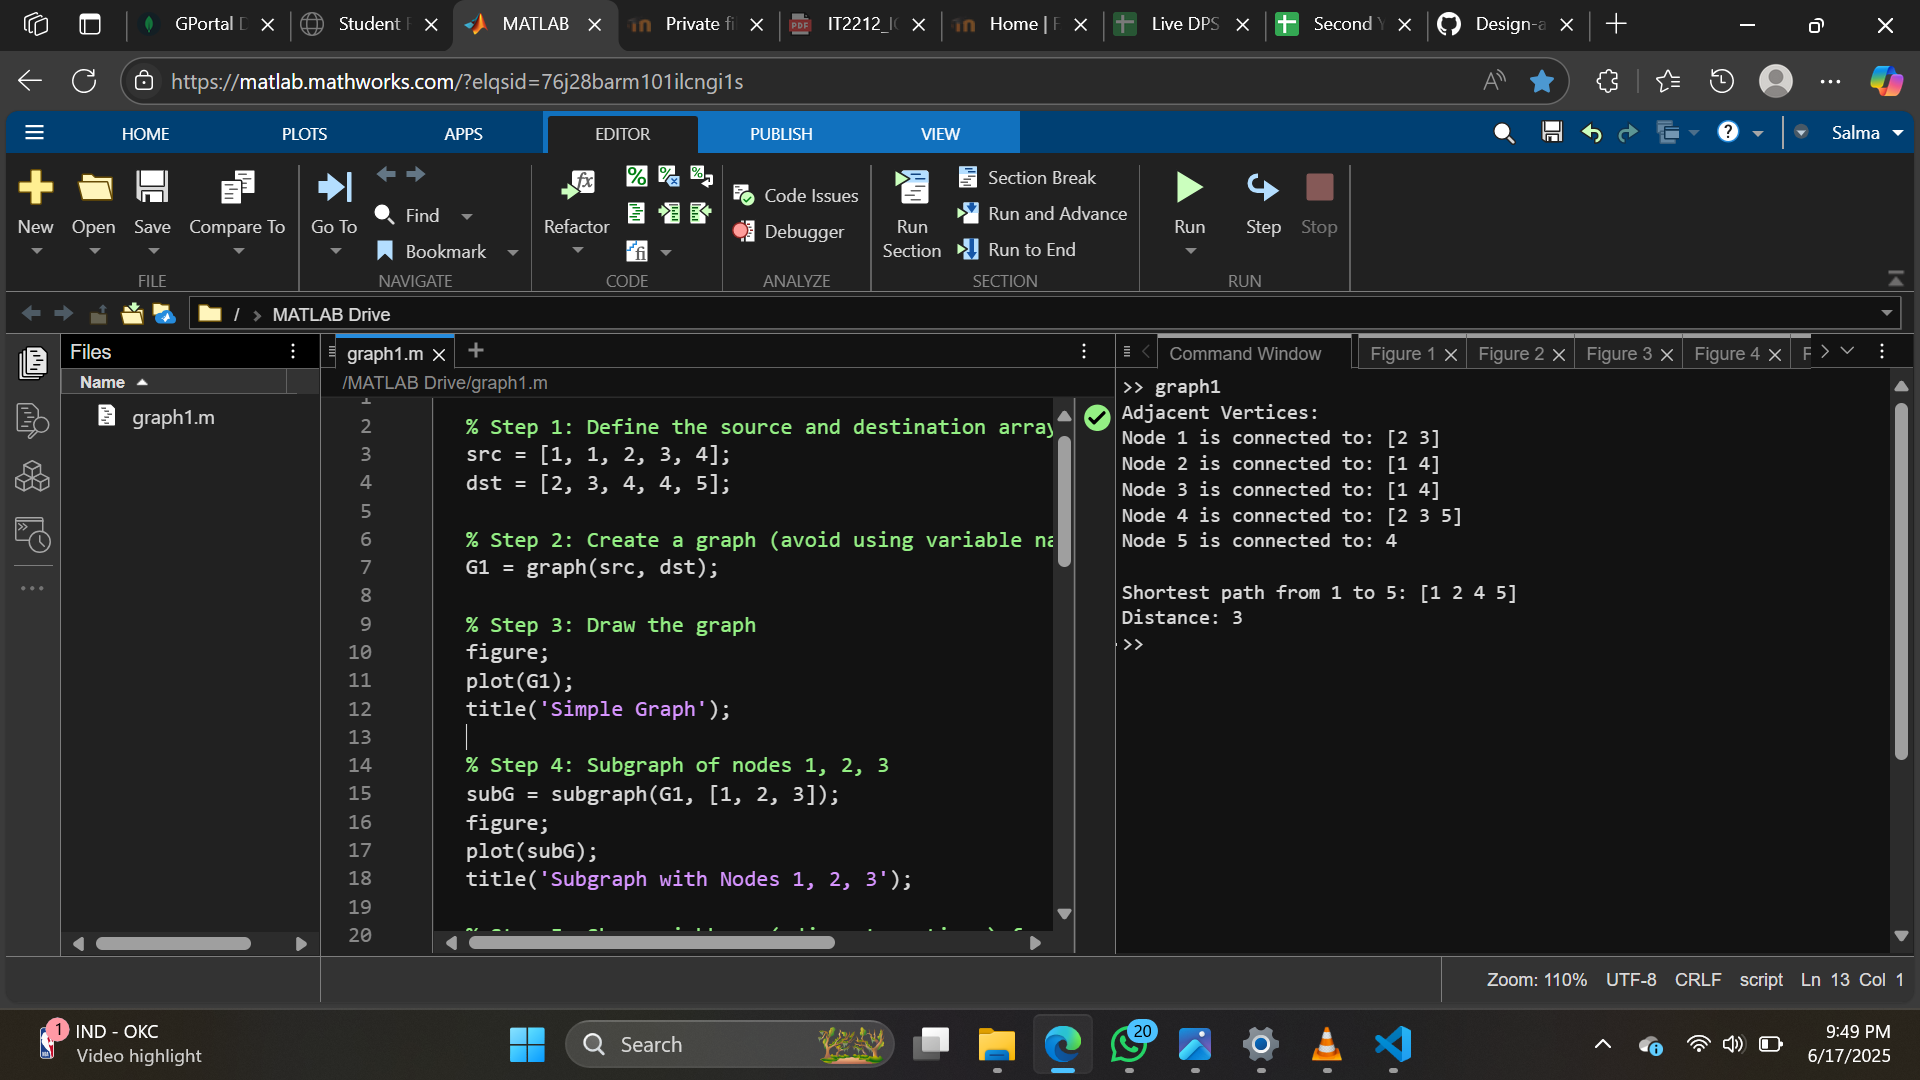 GPortal D
Student F
MATLAB
Private fi
IT2212_IC
Home | F
Live DPS
Second Y
Design-a
https://matlab.mathworks.com/?elqsid=76j28barm101ilcngi1s
HOME
PLOTS
APPS
EDITOR
PUBLISH
VIEW
Salma
New
Open
Save
Compare To
Go To
Find
Bookmark
Refactor
Code Issues
Debugger
Run Section
Section Break
Run and Advance
Run to End
Run
Step
Stop
FILE
NAVIGATE
CODE
ANALYZE
SECTION
RUN
/ > MATLAB Drive
Files
Name
graph1.m
graph1.m
/MATLAB Drive/graph1.m
1
2 % Step 1: Define the source and destination array
3 src = [1, 1, 2, 3, 4];
4 dst = [2, 3, 4, 4, 5];
5
6 % Step 2: Create a graph (avoid using variable na
7 G1 = graph(src, dst);
8
9 % Step 3: Draw the graph
10 figure;
11 plot(G1);
12 title('Simple Graph');
13
14 % Step 4: Subgraph of nodes 1, 2, 3
15 subG = subgraph(G1, [1, 2, 3]);
16 figure;
17 plot(subG);
18 title('Subgraph with Nodes 1, 2, 3');
19
20
Command Window
Figure 1
Figure 2
Figure 3
Figure 4
F
>> graph1
Adjacent Vertices:
Node 1 is connected to: [2 3]
Node 2 is connected to: [1 4]
Node 3 is connected to: [1 4]
Node 4 is connected to: [2 3 5]
Node 5 is connected to: 4
Shortest path from 1 to 5: [1 2 4 5]
Distance: 3
>>
Zoom: 110%
UTF-8
CRLF
script
Ln 13 Col 1
1
IND - OKC
Video highlight
Search
20
9:49 PM
6/17/2025